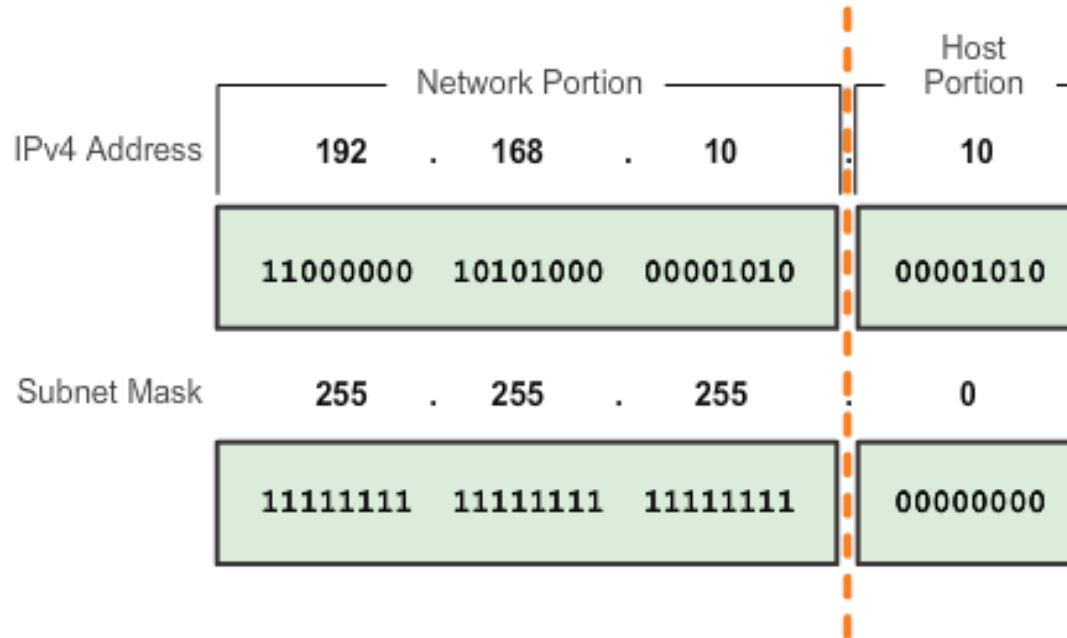 Host
Network Portion Portion
IPv4 Address 192 . 168 . 10 . 10
11000000 10101000 00001010 00001010
Subnet Mask 255 . 255 . 255 . 0
11111111 11111111 11111111 00000000